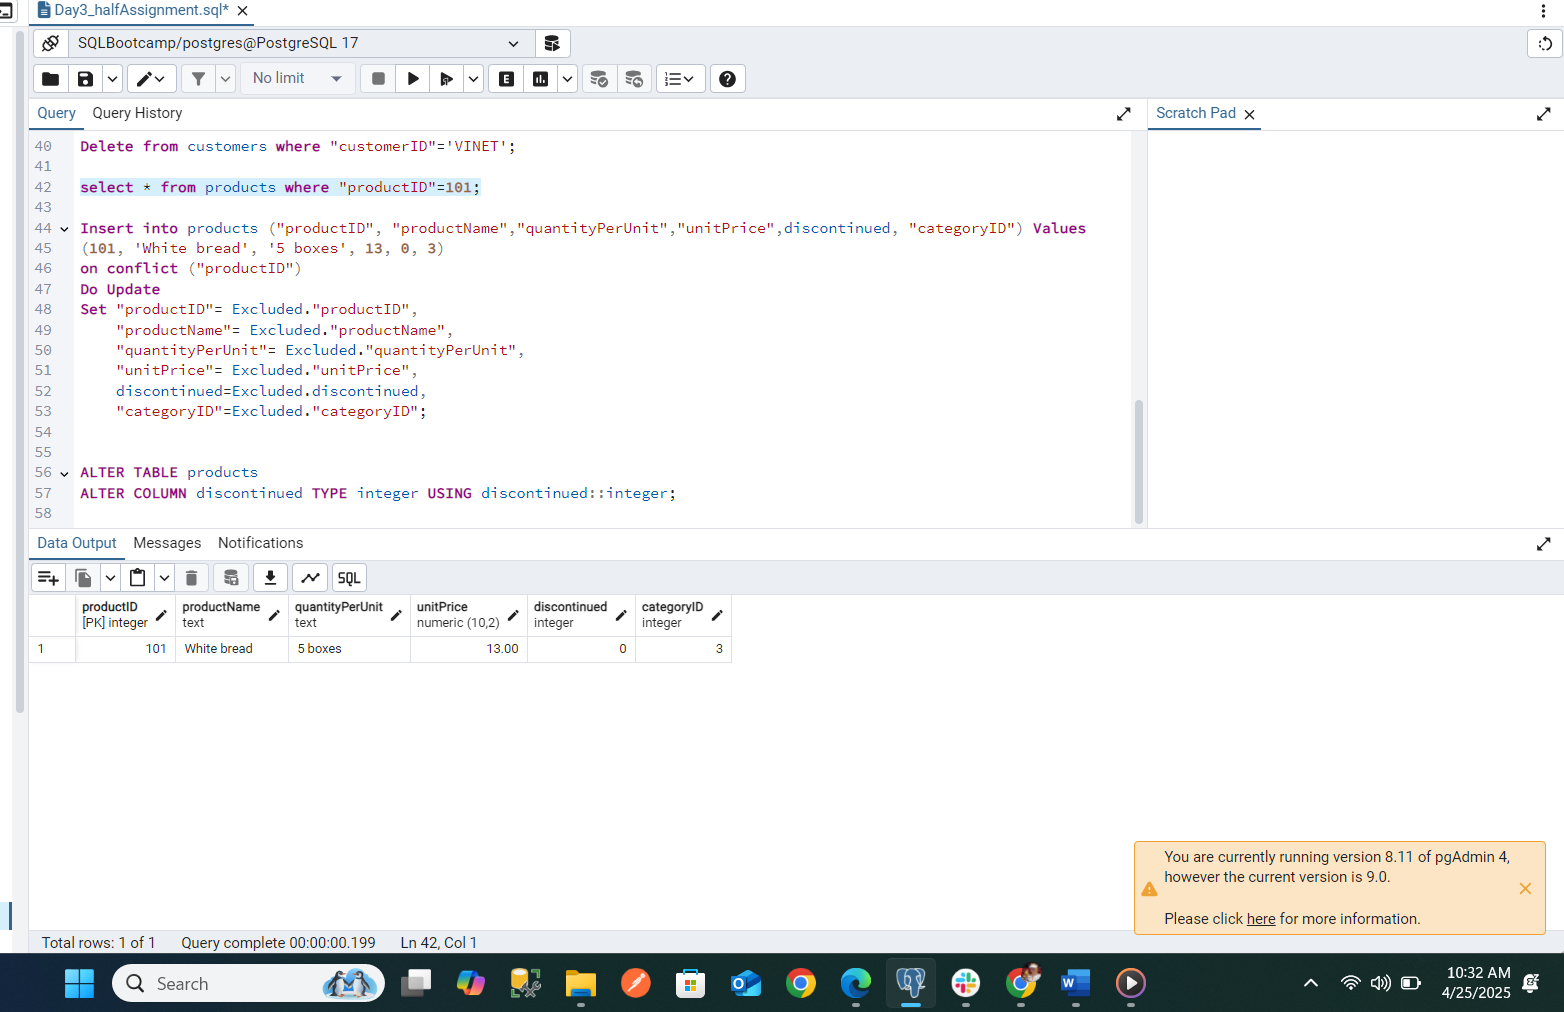 Day3_halfAssignment.sql*
SQLBootcamp/postgres@PostgreSQL 17
No limit
E
Query
Query History
Scratch Pad
40 Delete from customers where "customerID"='VINET';
41
42 select * from products where "productID"=101;
43
44 Insert into products ("productID", "productName","quantityPerUnit","unitPrice",discontinued, "categoryID") Values
45 (101, 'White bread', '5 boxes', 13, 0, 3)
46 on conflict ("productID")
47 Do Update
48 Set "productID"= Excluded."productID",
49 "productName"= Excluded."productName",
50 "quantityPerUnit"= Excluded."quantityPerUnit",
51 "unitPrice"= Excluded."unitPrice",
52 discontinued=Excluded.discontinued,
53 "categoryID"=Excluded."categoryID";
54
55
56 ALTER TABLE products
57 ALTER COLUMN discontinued TYPE integer USING discontinued::integer;
58
Data Output
Messages
Notifications
SQL
productID productName quantityPerUnit unitPrice discontinued categoryID
[PK] integer text text numeric (10,2) integer integer
1 101 White bread 5 boxes 13.00 0 3
You are currently running version 8.11 of pgAdmin 4,
however the current version is 9.0.
Please click here for more information.
Total rows: 1 of 1 Query complete 00:00:00.199 Ln 42, Col 1
Search
10:32 AM
4/25/2025